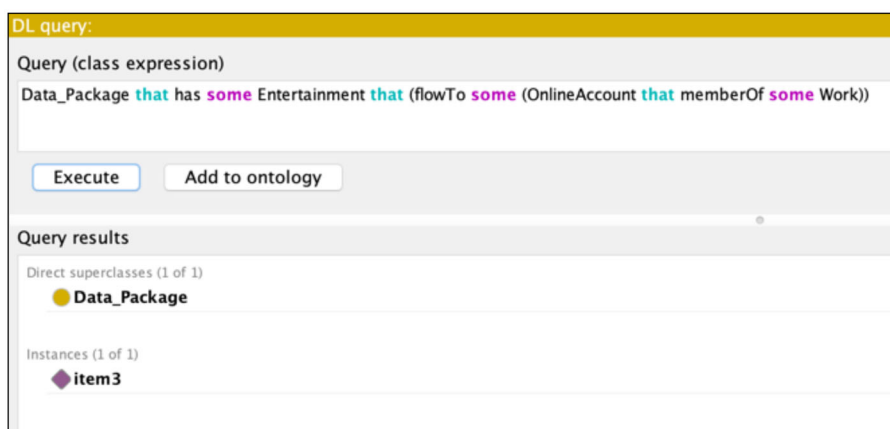 DL query:
Query (class expression)
Data_Package that has some Entertainment that (flowTo some (OnlineAccount that memberOf some Work))
Execute Add to ontology
Query results
Direct superclasses (1 of 1)
Data_Package
Instances (1 of 1)
item3